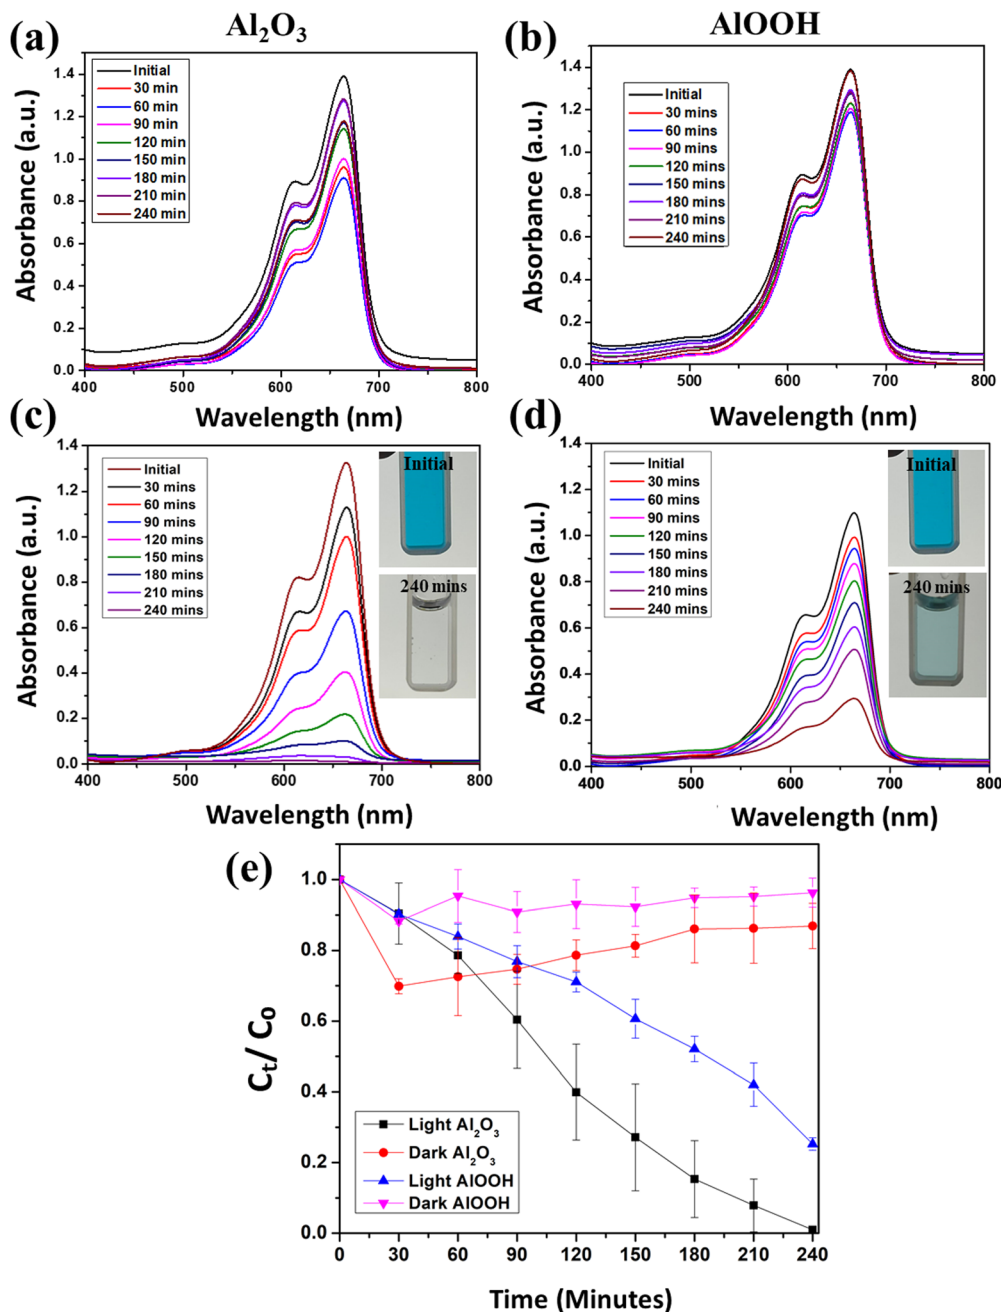 Al₂O₃
AlOOH
(a)
Absorbance (a.u.)
1.4
1.2
1.0
0.8
0.6
0.4
0.2
0.0
Initial
30 min
60 min
90 min
120 min
150 min
180 min
210 min
240 min
400
500
600
700
800
Wavelength (nm)
(b)
Absorbance (a.u.)
1.4
1.2
1.0
0.8
0.6
0.4
0.2
0.0
Initial
30 mins
60 mins
90 mins
120 mins
150 mins
180 mins
210 mins
240 mins
400
500
600
700
800
Wavelength (nm)
(c)
Absorbance (a.u.)
1.4
1.2
1.0
0.8
0.6
0.4
0.2
0.0
Initial
30 mins
60 mins
90 mins
120 mins
150 mins
180 mins
210 mins
240 mins
Initial
240 mins
400
500
600
700
800
Wavelength (nm)
(d)
Absorbance (a.u.)
1.4
1.2
1.0
0.8
0.6
0.4
0.2
0.0
Initial
30 mins
60 mins
90 mins
120 mins
150 mins
180 mins
210 mins
240 mins
Initial
240 mins
400
500
600
700
800
Wavelength (nm)
(e)
Cₜ/ C₀
1.0
0.8
0.6
0.4
0.2
0.0
Light Al₂O₃
Dark Al₂O₃
Light AlOOH
Dark AlOOH
0
30
60
90
120
150
180
210
240
Time (Minutes)